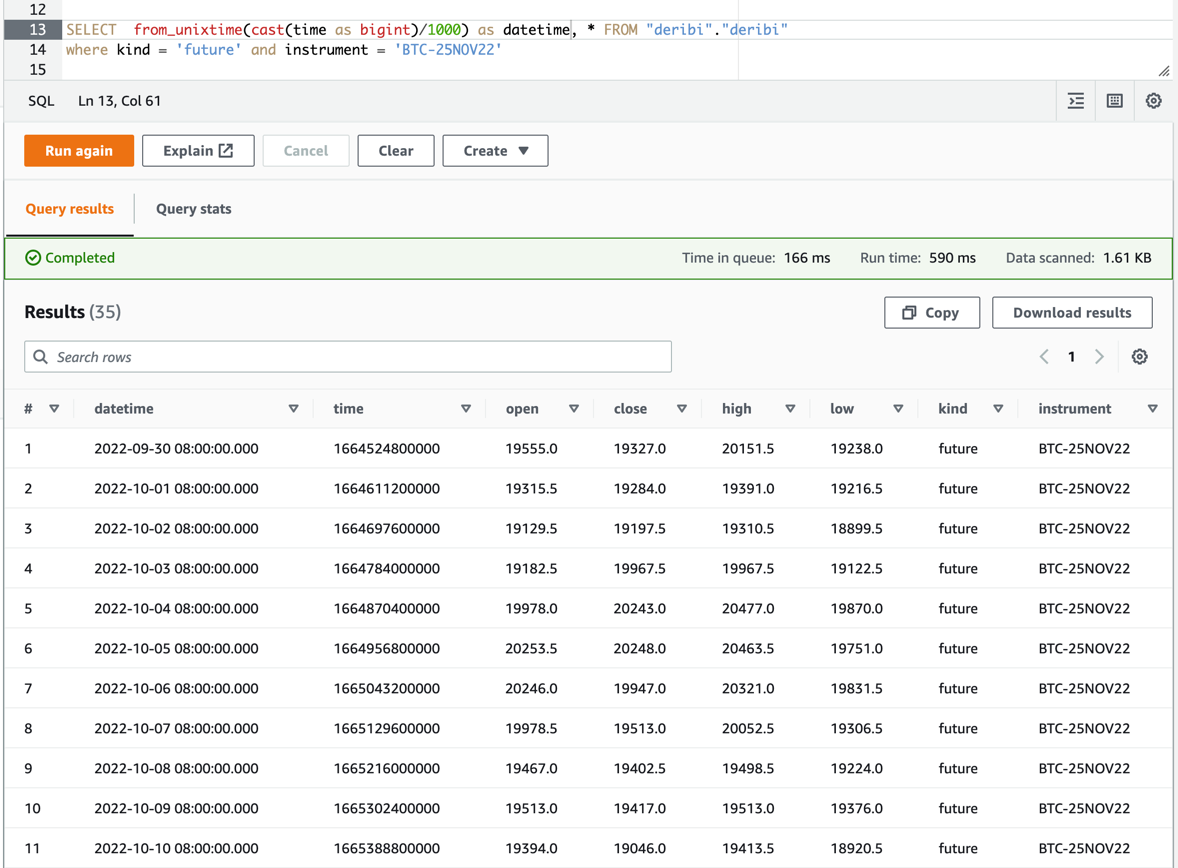 12
13 SELECT from_unixtime(cast(time as bigint)/1000) as datetime, * FROM "deribi"."deribi"
14 where kind = 'future' and instrument = 'BTC-25NOV22'
15
SQL Ln 13, Col 61
Run again Explain Cancel Clear Create
Query results Query stats
Completed Time in queue: 166 ms Run time: 590 ms Data scanned: 1.61 KB
Results (35) Copy Download results
Search rows 1
# datetime time open close high low kind instrument
1 2022-09-30 08:00:00.000 1664524800000 19555.0 19327.0 20151.5 19238.0 future BTC-25NOV22
2 2022-10-01 08:00:00.000 1664611200000 19315.5 19284.0 19391.0 19216.5 future BTC-25NOV22
3 2022-10-02 08:00:00.000 1664697600000 19129.5 19197.5 19310.5 18899.5 future BTC-25NOV22
4 2022-10-03 08:00:00.000 1664784000000 19182.5 19967.5 19967.5 19122.5 future BTC-25NOV22
5 2022-10-04 08:00:00.000 1664870400000 19978.0 20243.0 20477.0 19870.0 future BTC-25NOV22
6 2022-10-05 08:00:00.000 1664956800000 20253.5 20248.0 20463.5 19751.0 future BTC-25NOV22
7 2022-10-06 08:00:00.000 1665043200000 20246.0 19947.0 20321.0 19831.5 future BTC-25NOV22
8 2022-10-07 08:00:00.000 1665129600000 19978.5 19513.0 20052.5 19306.5 future BTC-25NOV22
9 2022-10-08 08:00:00.000 1665216000000 19467.0 19402.5 19498.5 19224.0 future BTC-25NOV22
10 2022-10-09 08:00:00.000 1665302400000 19513.0 19417.0 19513.0 19376.0 future BTC-25NOV22
11 2022-10-10 08:00:00.000 1665388800000 19394.0 19046.0 19413.5 18920.5 future BTC-25NOV22